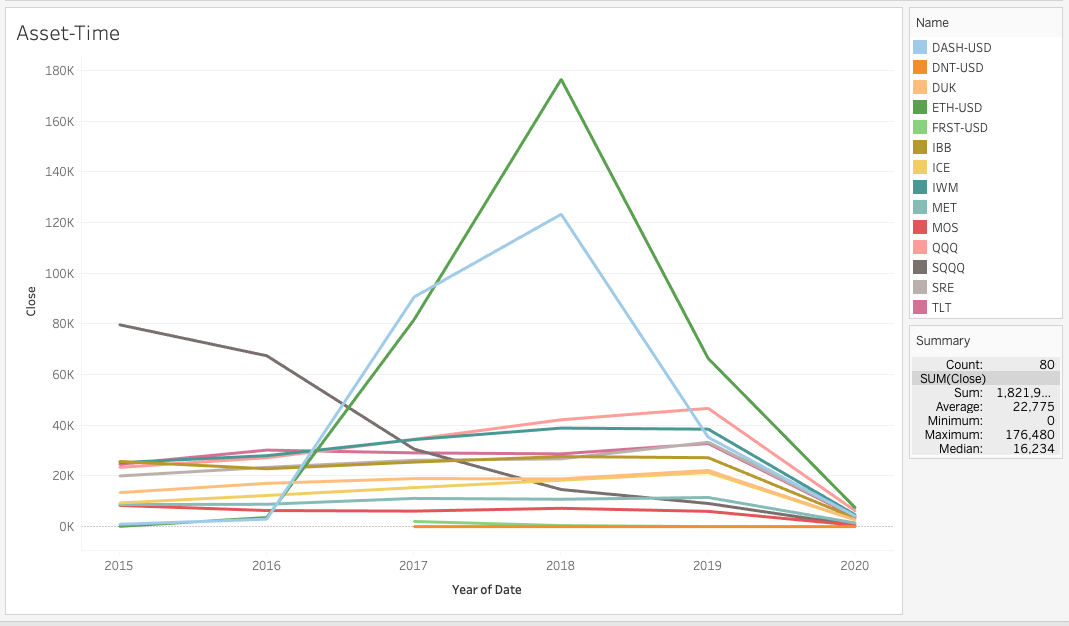 Asset-Time
180K
160K
140K
120K
100K
80K
60K
40K
20K
0K
Close
2015 2016 2017 2018 2019 2020
Year of Date
Name
DASH-USD
DNT-USD
DUK
ETH-USD
FRST-USD
IBB
ICE
IWM
MET
MOS
QQQ
SQQQ
SRE
TLT
Summary
Count: 80
SUM(Close)
Sum: 1,821,9...
Average: 22,775
Minimum: 0
Maximum: 176,480
Median: 16,234